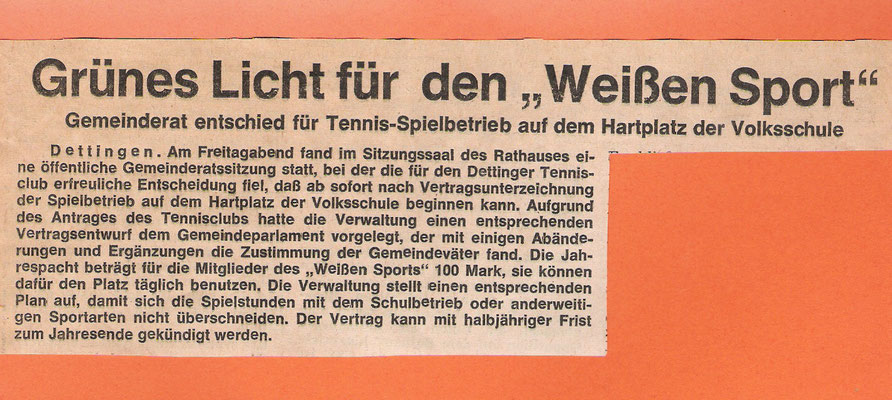 Grünes Licht für den „Weißen Sport“
Gemeinderat entschied für Tennis-Spielbetrieb auf dem Hartplatz der Volksschule
Dettingen. Am Freitagabend fand im Sitzungssaal des Rathauses ei-
ne öffentliche Gemeinderatssitzung statt, bei der die für den Dettinger Tennis-
club erfreuliche Entscheidung fiel, daß ab sofort nach Vertragsunterzeichnung
der Spielbetrieb auf dem Hartplatz der Volksschule beginnen kann. Aufgrund
des Antrages des Tennisclubs hatte die Verwaltung einen entsprechenden
Vertragsentwurf dem Gemeindeparlament vorgelegt, der mit einigen Abände-
rungen und Ergänzungen die Zustimmung der Gemeindeväter fand. Die Jah-
respacht beträgt für die Mitglieder des „Weißen Sports“ 100 Mark, sie können
dafür den Platz täglich benutzen. Die Verwaltung stellt einen entsprechenden
Plan auf, damit sich die Spielstunden mit dem Schulbetrieb oder anderweiti-
gen Sportarten nicht überschneiden. Der Vertrag kann mit halbjähriger Frist
zum Jahresende gekündigt werden.